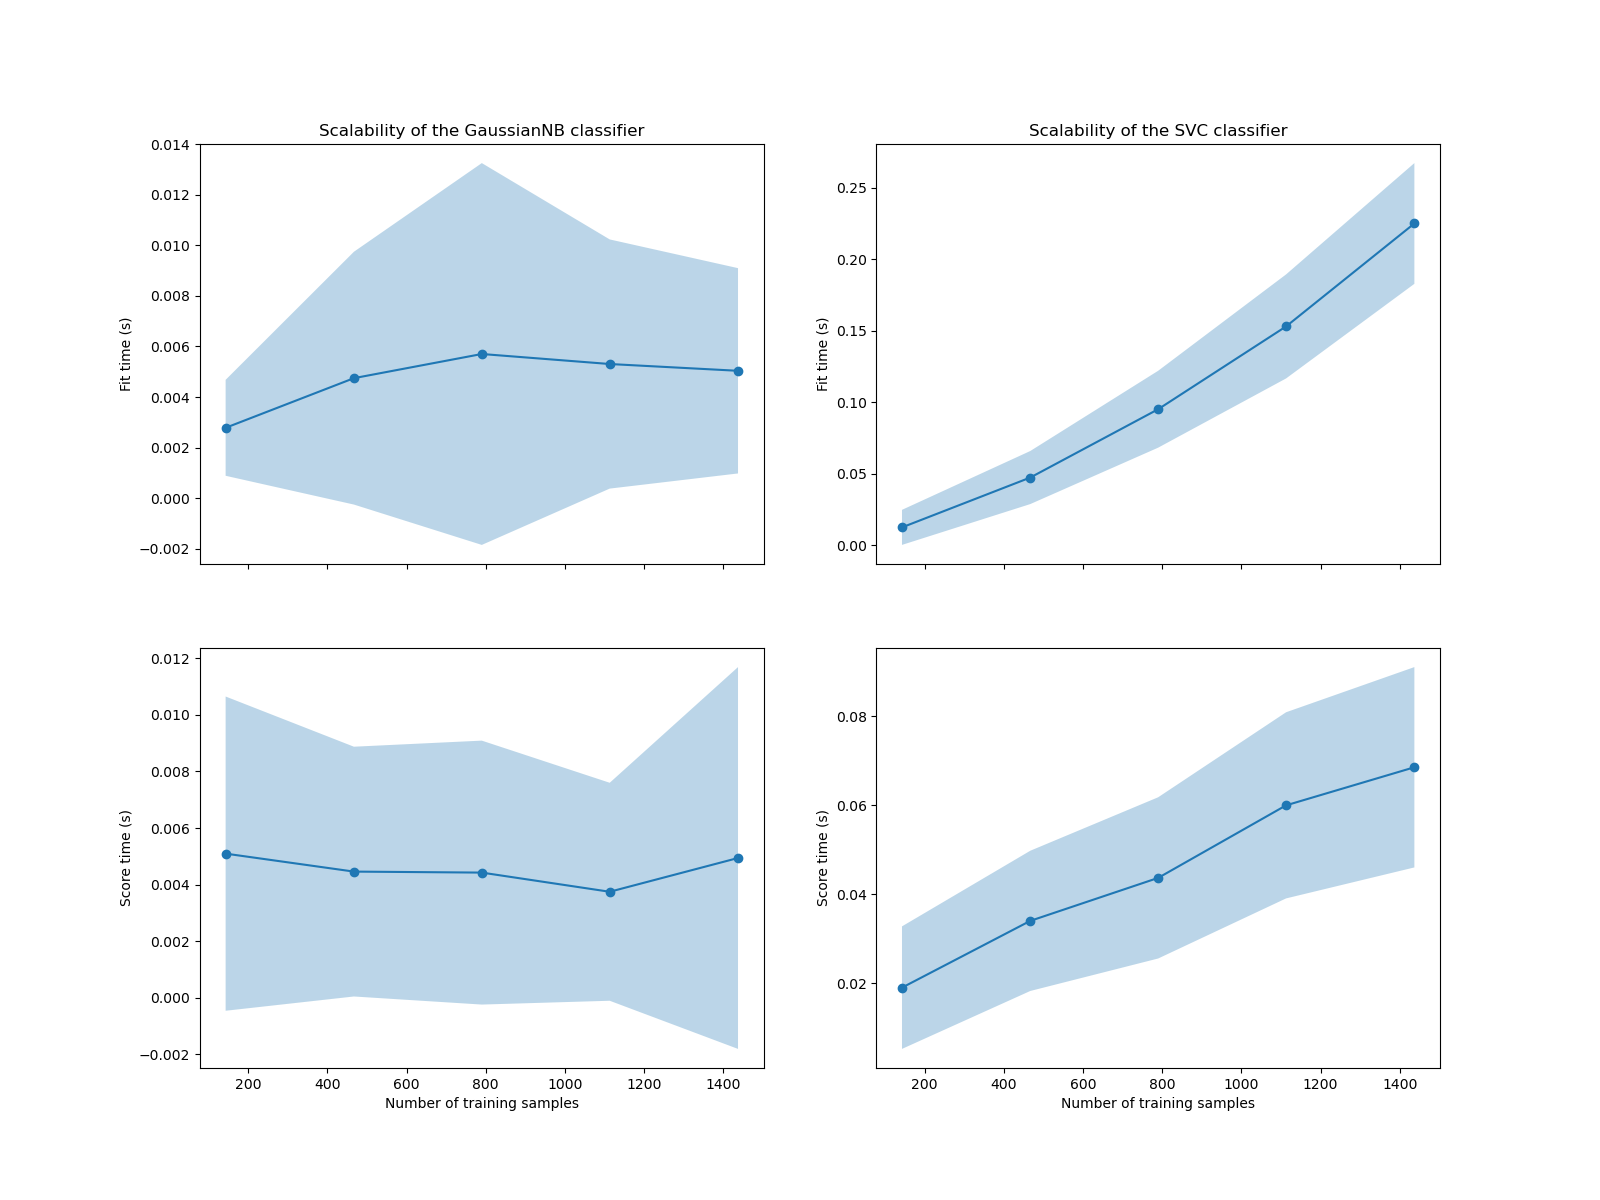 Scalability of the GaussianNB classifier
Fit time (s)
0.014
0.012
0.010
0.008
0.006
0.004
0.002
0.000
−0.002
Scalability of the SVC classifier
Fit time (s)
0.25
0.20
0.15
0.10
0.05
0.00
Score time (s)
0.012
0.010
0.008
0.006
0.004
0.002
0.000
−0.002
200 400 600 800 1000 1200 1400
Number of training samples
Score time (s)
0.08
0.06
0.04
0.02
200 400 600 800 1000 1200 1400
Number of training samples